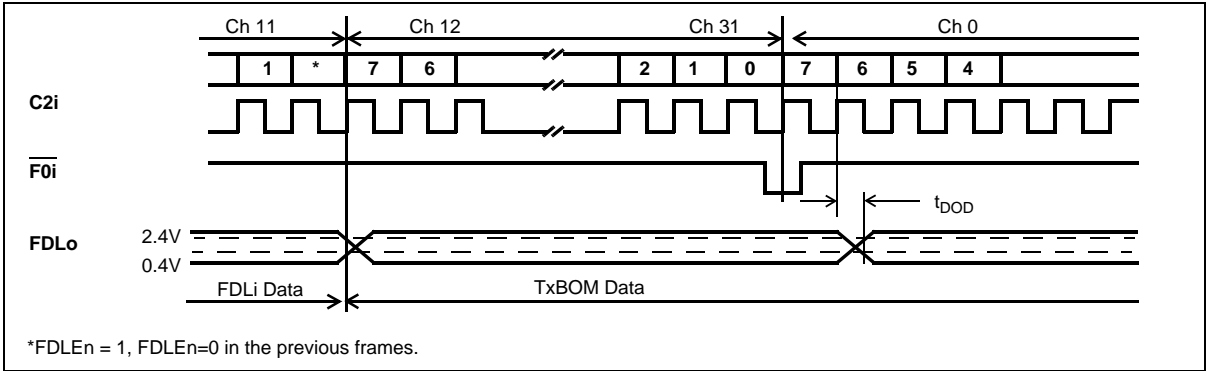 Ch 11 Ch 12 Ch 31 Ch 0
1 * 7 6 2 1 0 7 6 5 4
C2i
F0i
tDOD
FDLo
2.4V
0.4V
FDLi Data TxBOM Data
*FDLEn = 1, FDLEn=0 in the previous frames.